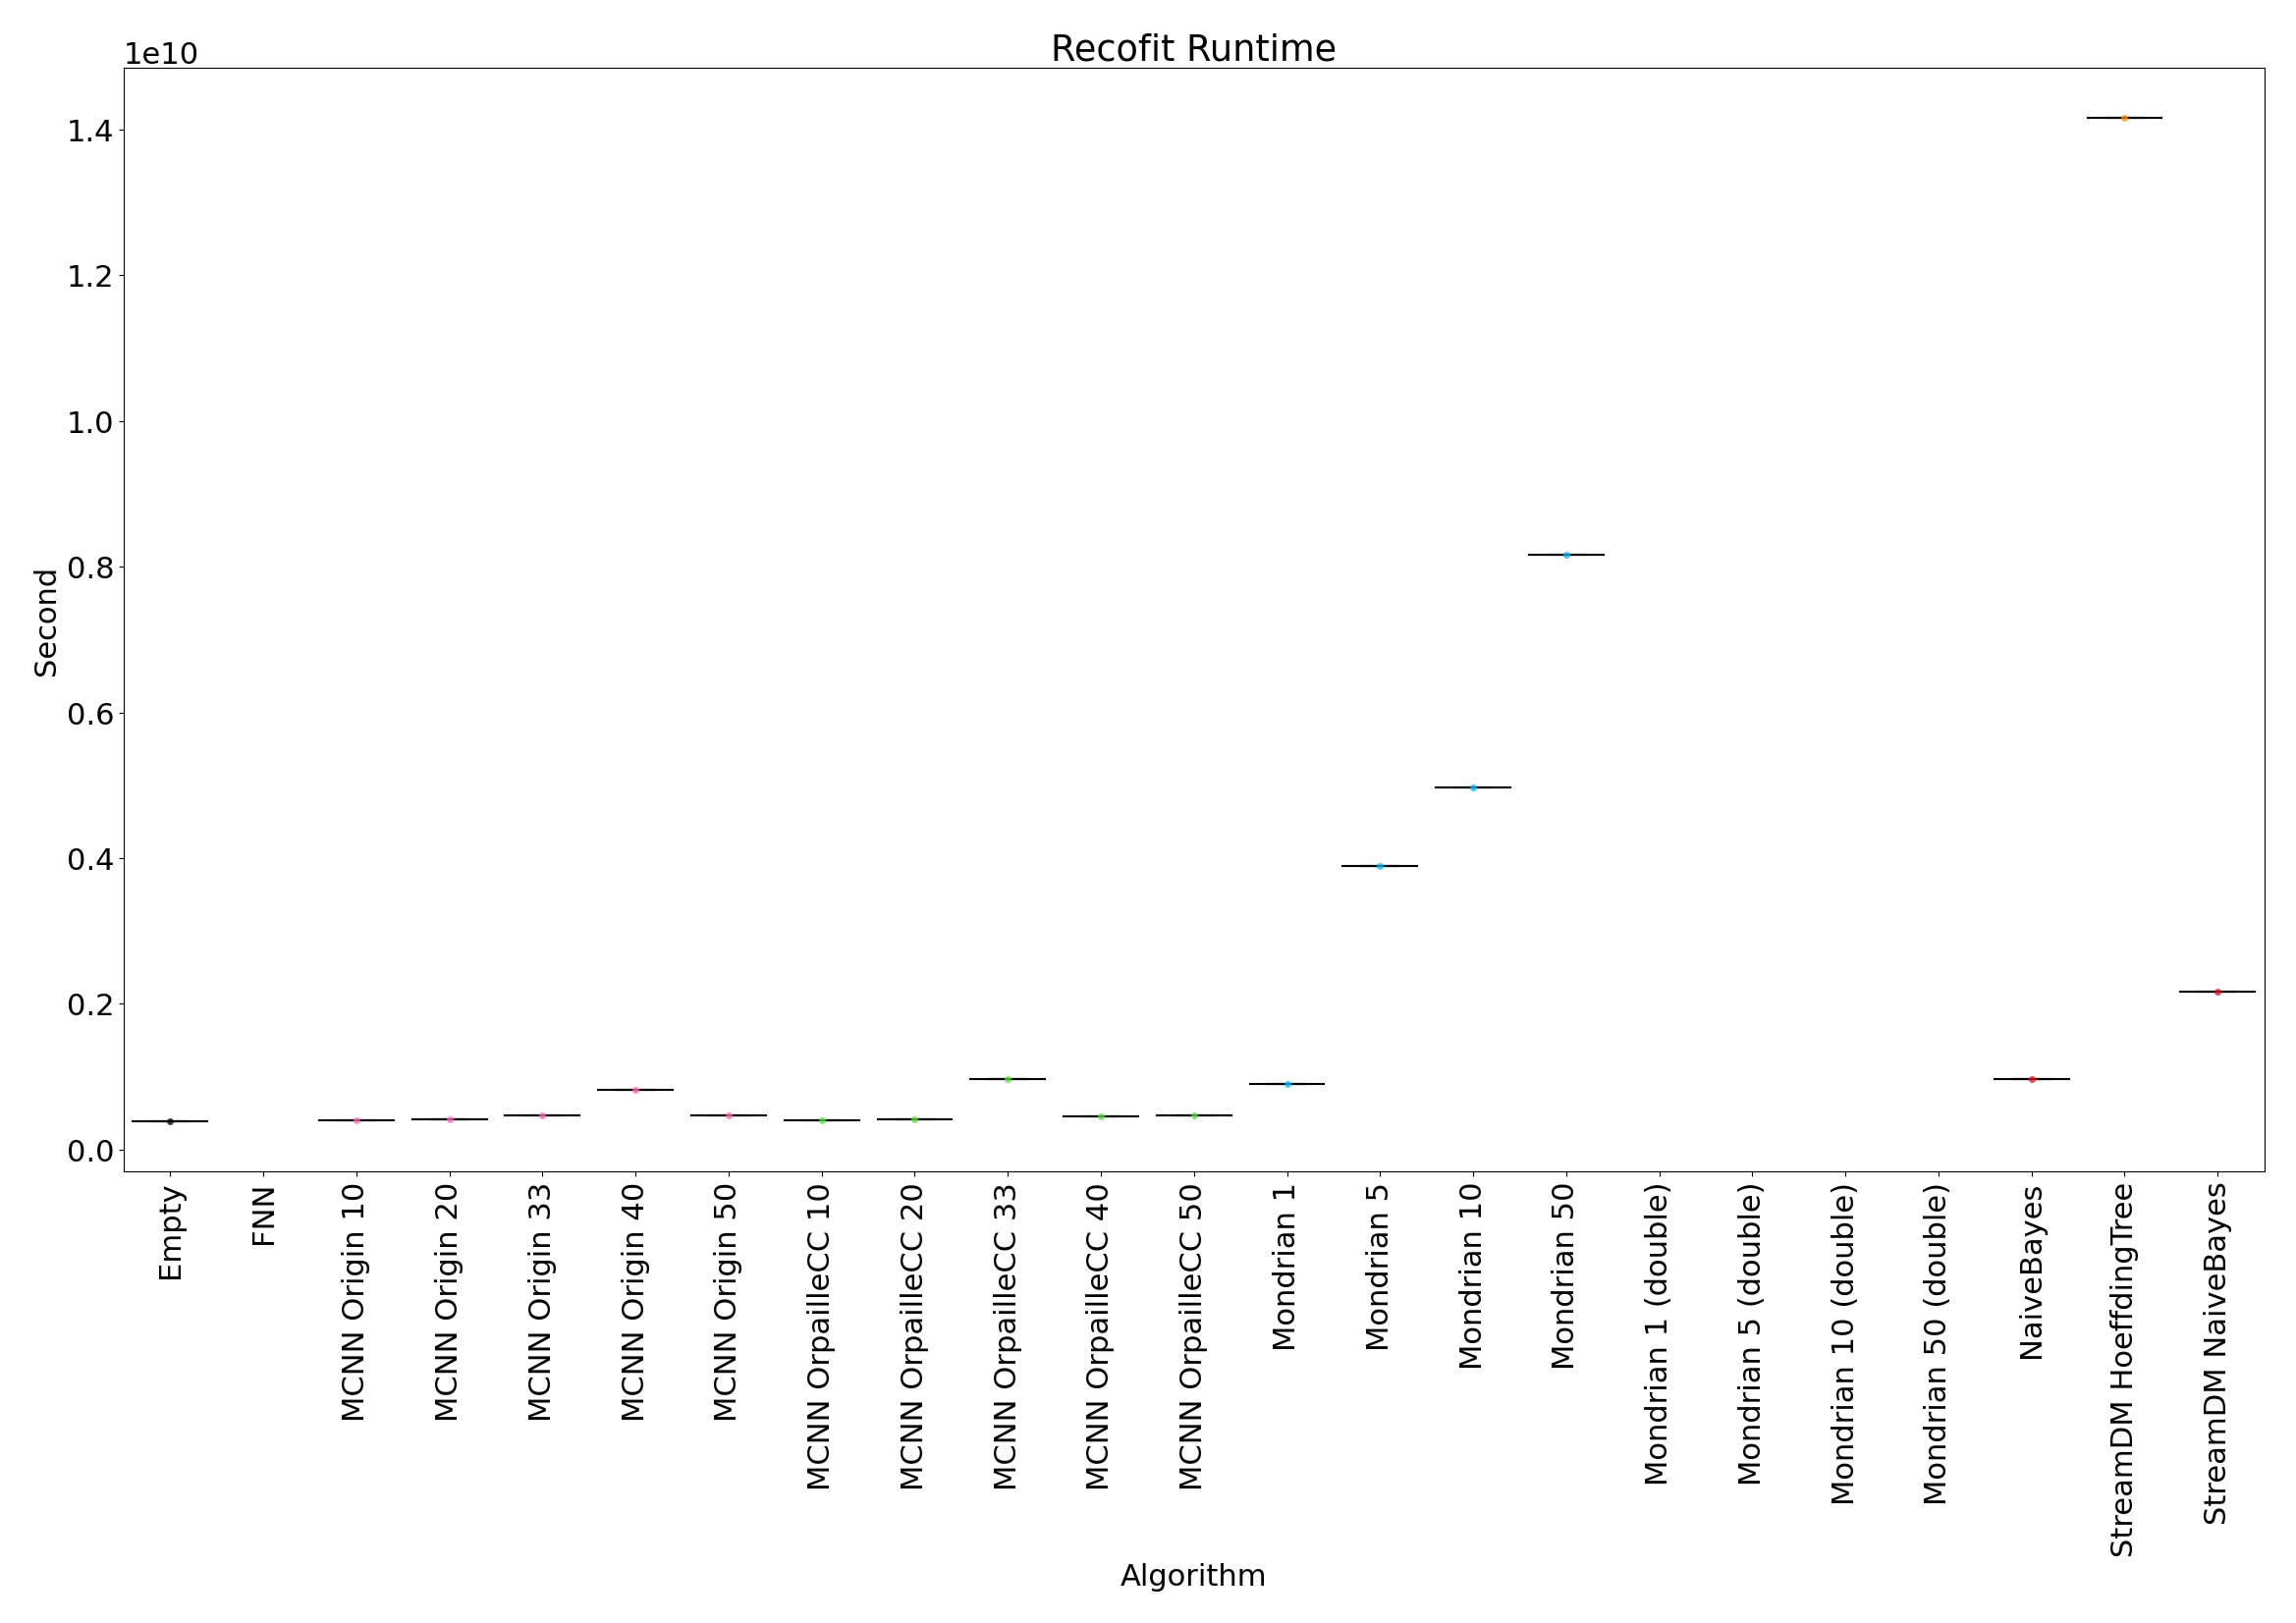 Recofit Runtime
1e10
1.4
1.2
1.0
0.8
0.6
0.4
0.2
0.0
Second
Empty
FNN
MCNN Origin 10
MCNN Origin 20
MCNN Origin 33
MCNN Origin 40
MCNN Origin 50
MCNN OrpailleCC 10
MCNN OrpailleCC 20
MCNN OrpailleCC 33
MCNN OrpailleCC 40
MCNN OrpailleCC 50
Mondrian 1
Mondrian 5
Mondrian 10
Mondrian 50
Mondrian 1 (double)
Mondrian 5 (double)
Mondrian 10 (double)
Mondrian 50 (double)
NaiveBayes
StreamDM HoeffdingTree
StreamDM NaiveBayes
Algorithm